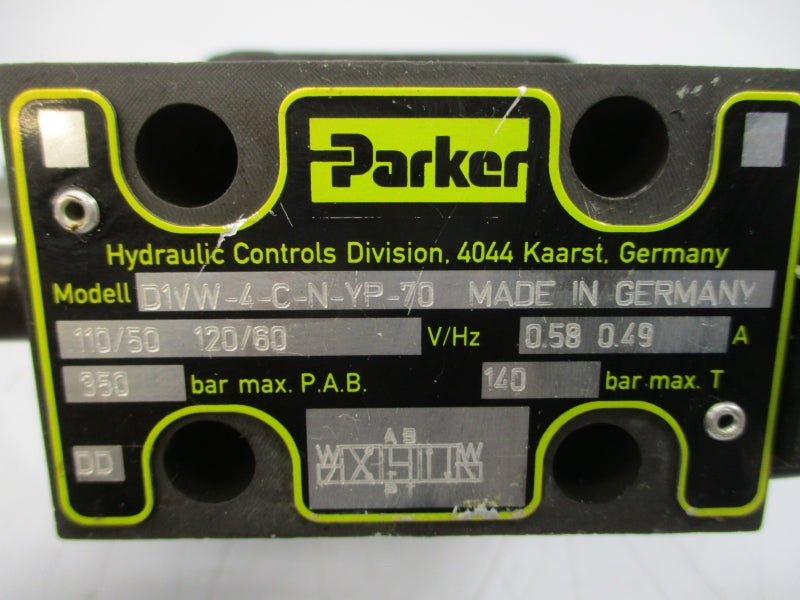 Parker
Hydraulic Controls Division, 4044 Kaarst, Germany
Modell D1VW-4-C-N-YP-70 MADE IN GERMANY
110/50 120/60 V/Hz 0.58 0.49 A
350 bar max. P.A.B. 140 bar max. T
DD
A B
W W
P T